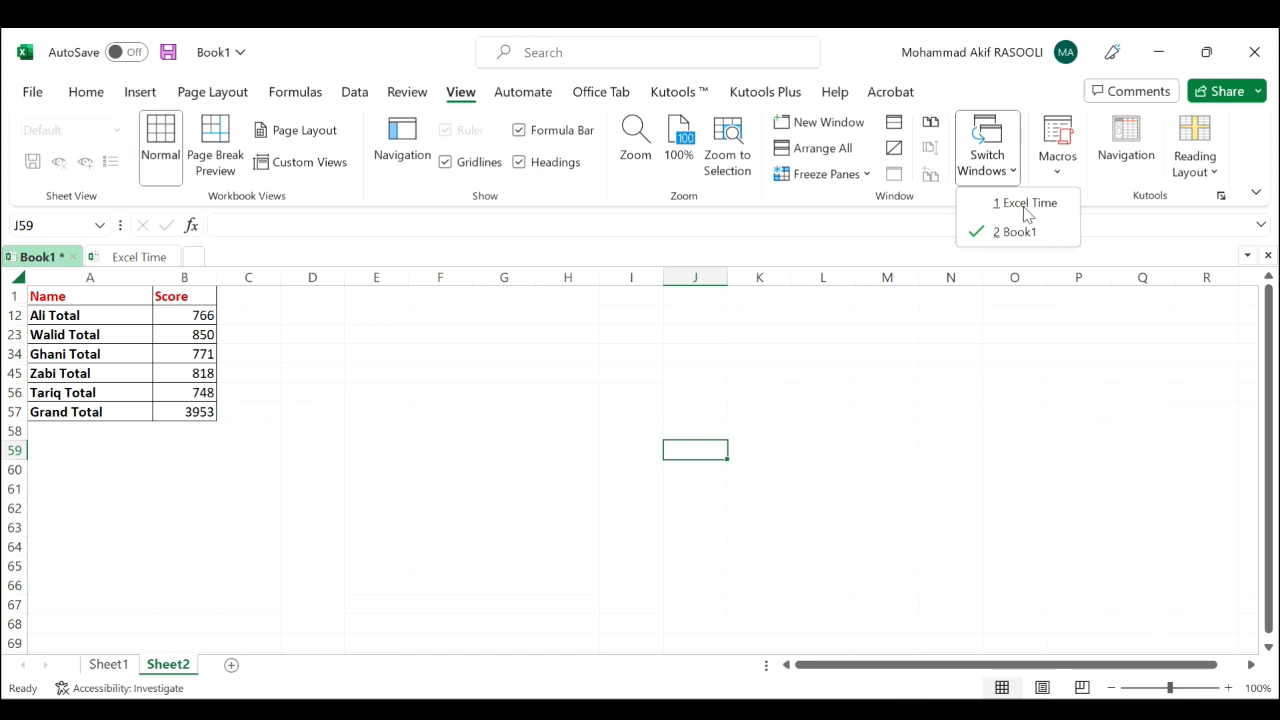 AutoSave Off Book1 Search Mohammad Akif RASOOLI MA
File Home Insert Page Layout Formulas Data Review View Automate Office Tab Kutools ™ Kutools Plus Help Acrobat Comments Share
Default
Normal
Page Break
Preview
Page Layout
Custom Views
Navigation
Ruler
Formula Bar
Gridlines
Headings
Zoom
100
100%
Zoom to
Selection
New Window
Arrange All
Freeze Panes
Switch
Windows
Macros
Navigation
Reading
Layout
Sheet View Workbook Views Show Zoom Window Kutools
1 Excel Time
2 Book1
J59 fx
Book1 * Excel Time
A B C D E F G H I J K L M N O P Q R
1 Name Score
12 Ali Total 766
23 Walid Total 850
34 Ghani Total 771
45 Zabi Total 818
56 Tariq Total 748
57 Grand Total 3953
58
59
60
61
62
63
64
65
66
67
68
69
Sheet1 Sheet2
Ready Accessibility: Investigate 100%